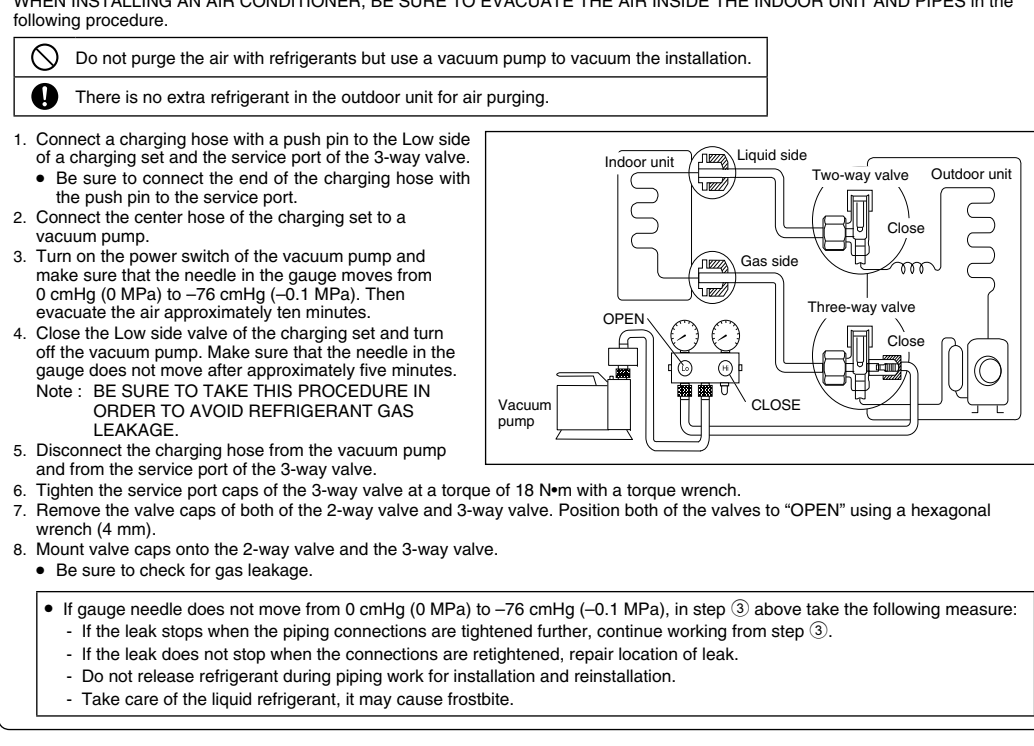 WHEN INSTALLING AN AIR CONDITIONER, BE SURE TO EVACUATE THE AIR INSIDE THE INDOOR UNIT AND PIPES in the
following procedure.
Do not purge the air with refrigerants but use a vacuum pump to vacuum the installation.
There is no extra refrigerant in the outdoor unit for air purging.
1. Connect a charging hose with a push pin to the Low side
of a charging set and the service port of the 3-way valve.
• Be sure to connect the end of the charging hose with
the push pin to the service port.
2. Connect the center hose of the charging set to a
vacuum pump.
3. Turn on the power switch of the vacuum pump and
make sure that the needle in the gauge moves from
0 cmHg (0 MPa) to –76 cmHg (–0.1 MPa). Then
evacuate the air approximately ten minutes.
4. Close the Low side valve of the charging set and turn
off the vacuum pump. Make sure that the needle in the
gauge does not move after approximately five minutes.
Note : BE SURE TO TAKE THIS PROCEDURE IN
ORDER TO AVOID REFRIGERANT GAS
LEAKAGE.
5. Disconnect the charging hose from the vacuum pump
and from the service port of the 3-way valve.
Indoor unit
Liquid side
Two-way valve
Outdoor unit
Close
Gas side
Three-way valve
OPEN
Close
Lo
Hi
CLOSE
Vacuum
pump
6. Tighten the service port caps of the 3-way valve at a torque of 18 N•m with a torque wrench.
7. Remove the valve caps of both of the 2-way valve and 3-way valve. Position both of the valves to “OPEN” using a hexagonal
wrench (4 mm).
8. Mount valve caps onto the 2-way valve and the 3-way valve.
• Be sure to check for gas leakage.
• If gauge needle does not move from 0 cmHg (0 MPa) to –76 cmHg (–0.1 MPa), in step ③ above take the following measure:
- If the leak stops when the piping connections are tightened further, continue working from step ③.
- If the leak does not stop when the connections are retightened, repair location of leak.
- Do not release refrigerant during piping work for installation and reinstallation.
- Take care of the liquid refrigerant, it may cause frostbite.